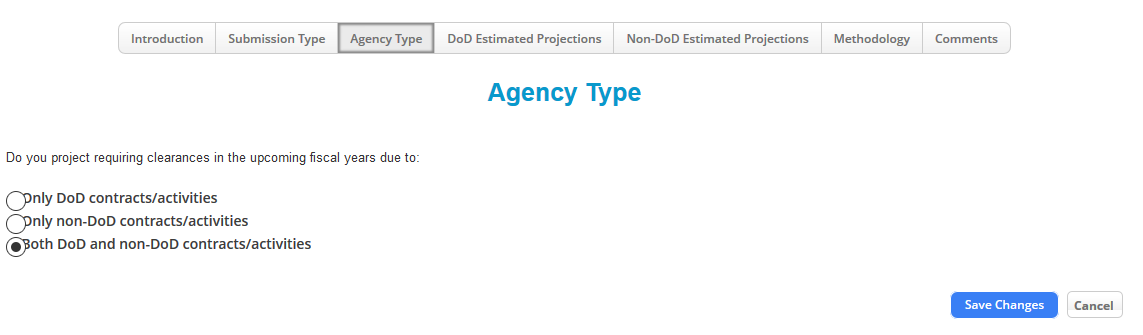 Introduction Submission Type Agency Type DoD Estimated Projections Non-DoD Estimated Projections Methodology Comments
Agency Type
Do you project requiring clearances in the upcoming fiscal years due to:
Only DoD contracts/activities
Only non-DoD contracts/activities
Both DoD and non-DoD contracts/activities
Save Changes Cancel